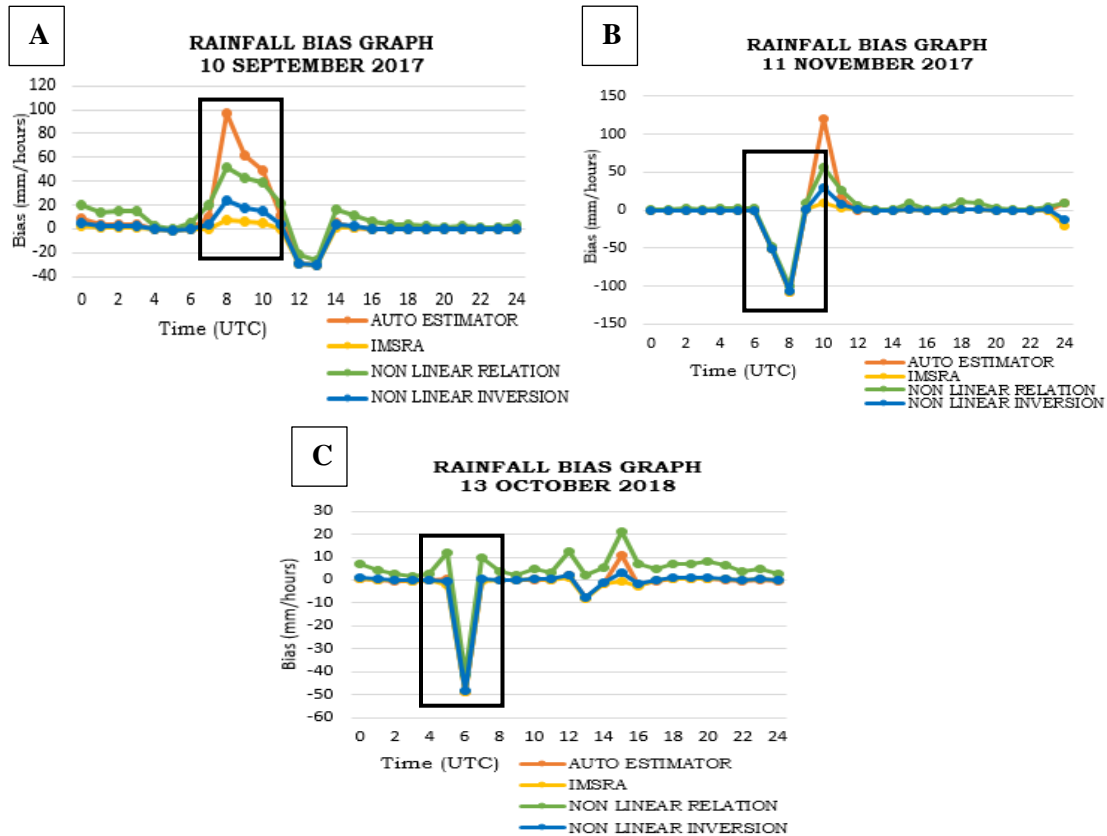 A
RAINFALL BIAS GRAPH
10 SEPTEMBER 2017
Bias (mm/hours)
120
100
80
60
40
20
0
-20
-40
0 2 4 6 8 10 12 14 16 18 20 22 24
Time (UTC)
AUTO ESTIMATOR
IMSRA
NON LINEAR RELATION
NON LINEAR INVERSION
B
RAINFALL BIAS GRAPH
11 NOVEMBER 2017
Bias (mm/hours)
150
100
50
0
-50
-100
-150
0 2 4 6 8 10 12 14 16 18 20 22 24
Time (UTC)
AUTO ESTIMATOR
IMSRA
NON LINEAR RELATION
NON LINEAR INVERSION
C
RAINFALL BIAS GRAPH
13 OCTOBER 2018
Bias (mm/hours)
30
20
10
0
-10
-20
-30
-40
-50
-60
0 2 4 6 8 10 12 14 16 18 20 22 24
Time (UTC)
AUTO ESTIMATOR
IMSRA
NON LINEAR RELATION
NON LINEAR INVERSION